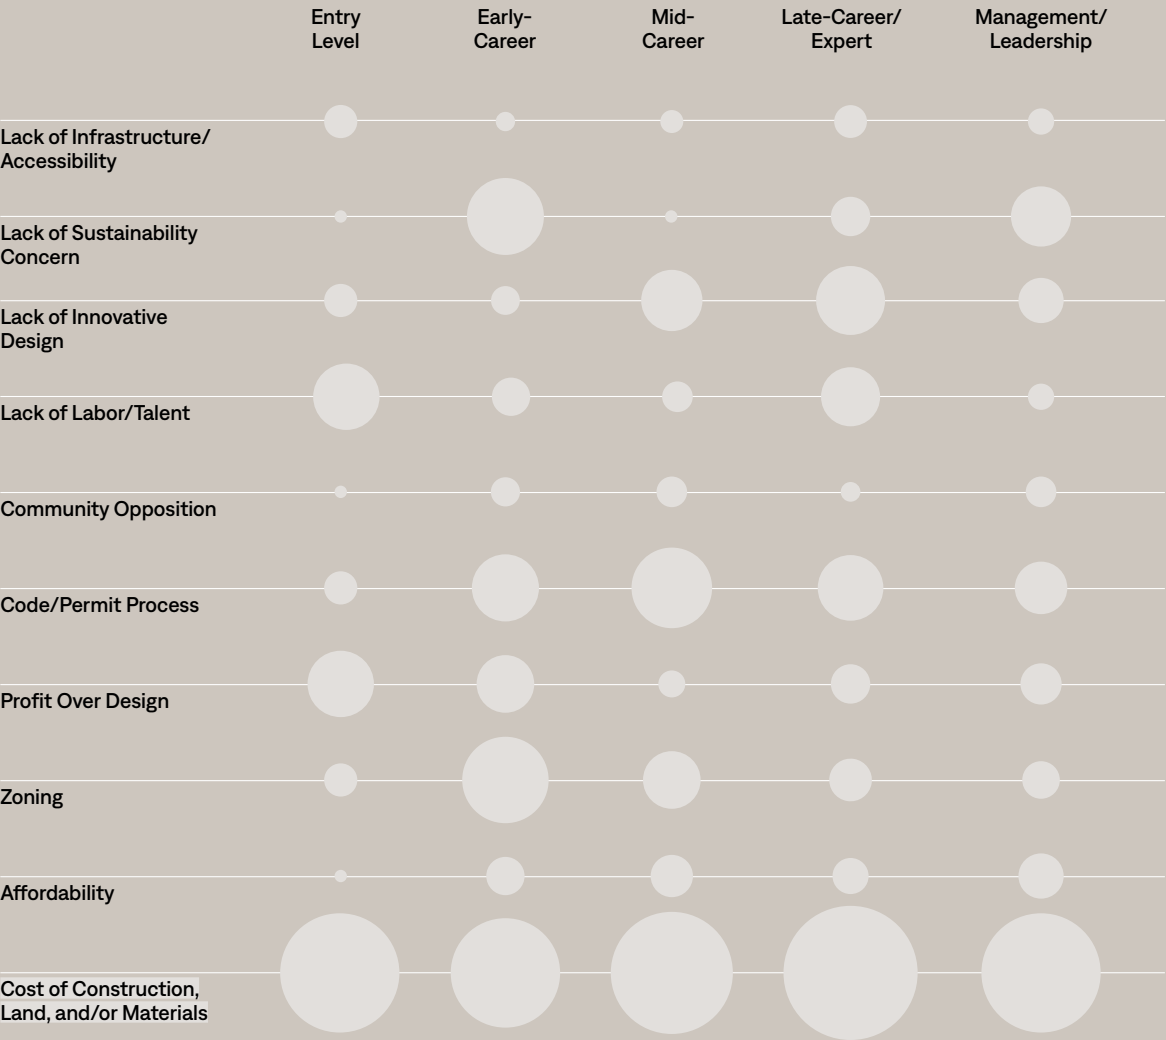 Entry
Level
Early-
Career
Mid-
Career
Late-Career/
Expert
Management/
Leadership
Lack of Infrastructure/
Accessibility
Lack of Sustainability
Concern
Lack of Innovative
Design
Lack of Labor/Talent
Community Opposition
Code/Permit Process
Profit Over Design
Zoning
Affordability
Cost of Construction,
Land, and/or Materials